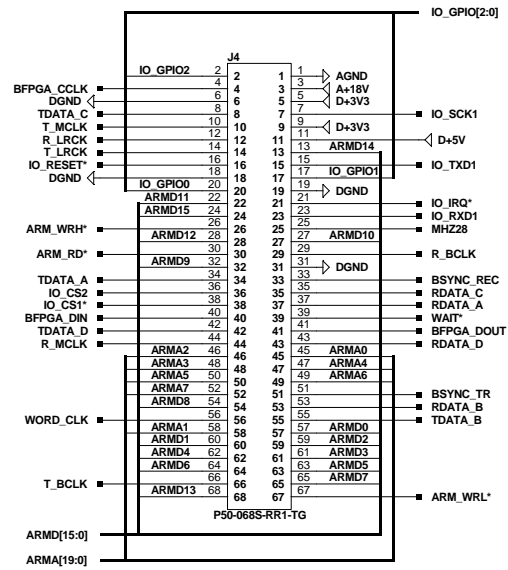 IO_GPIO[2:0]
J4
IO_GPIO2 2 2 1 1 AGND
BFPGA_CCLK 4 4 3 3 A+18V
DGND 6 6 5 5 D+3V3
TDATA_C 8 8 7 7 IO_SCK1
T_MCLK 10 10 9 9 D+3V3
R_LRCK 12 12 11 11 D+5V
T_LRCK 14 14 13 13 ARMD14
IO_RESET* 16 16 15 15 IO_TXD1
DGND 18 18 17 17 IO_GPIO1
IO_GPIO0 20 20 19 19 DGND
ARMD11 22 22 21 21 IO_IRQ*
ARMD15 24 24 23 23 IO_RXD1
ARM_WRH* 26 26 25 25 MHZ28
ARMD12 28 28 27 27 ARMD10
ARM_RD* 30 30 29 29 R_BCLK
ARMD9 32 32 31 31 DGND
TDATA_A 34 34 33 33 BSYNC_REC
IO_CS2 36 36 35 35 RDATA_C
IO_CS1* 38 38 37 37 RDATA_A
BFPGA_DIN 40 40 39 39 WAIT*
TDATA_D 42 42 41 41 BFPGA_DOUT
R_MCLK 44 44 43 43 RDATA_D
ARMA2 46 46 45 45 ARMA0
ARMA3 48 48 47 47 ARMA4
ARMA5 50 50 49 49 ARMA6
ARMA7 52 52 51 51 BSYNC_TR
ARMD8 54 54 53 53 RDATA_B
WORD_CLK 56 56 55 55 TDATA_B
ARMA1 58 58 57 57 ARMD0
ARMD1 60 60 59 59 ARMD2
ARMD4 62 62 61 61 ARMD3
ARMD6 64 64 63 63 ARMD5
T_BCLK 66 66 65 65 ARMD7
ARMD13 68 68 67 67 ARM_WRL*
P50-068S-RR1-TG
ARMD[15:0]
ARMA[19:0]